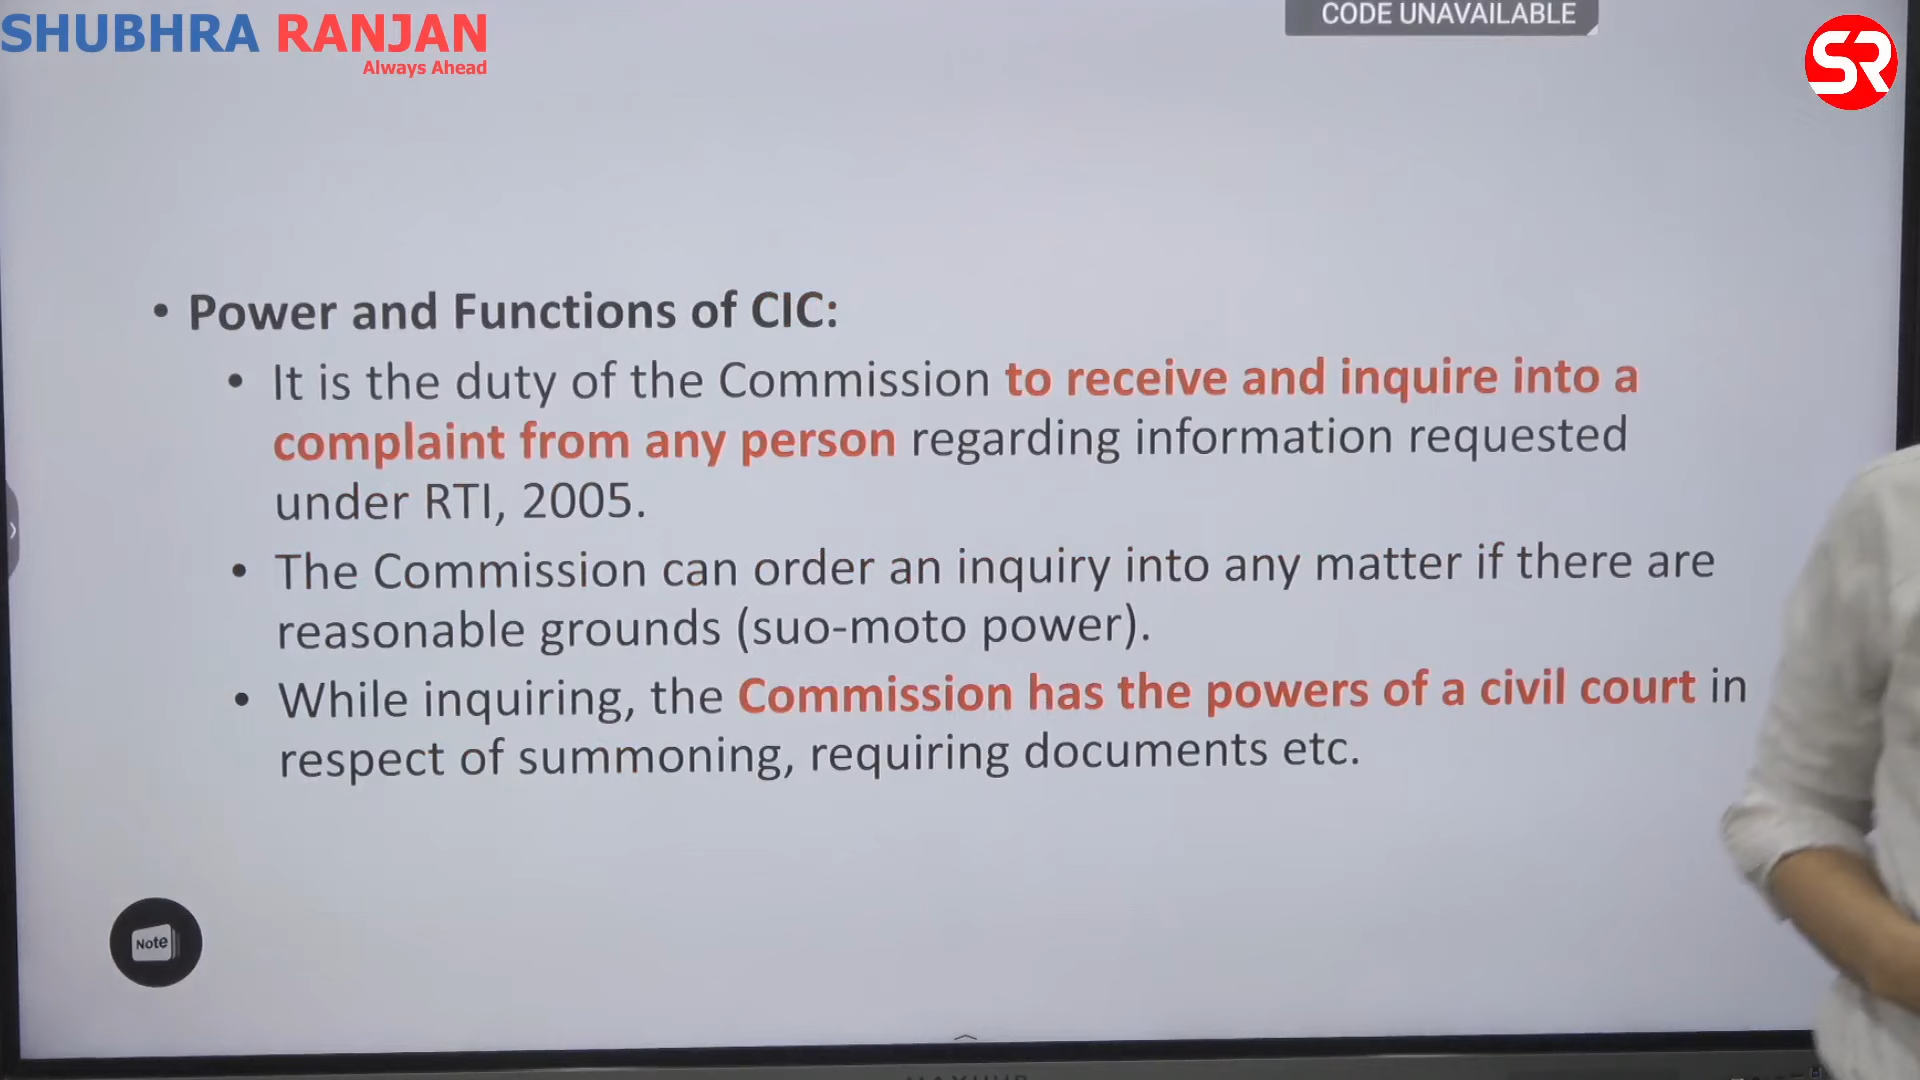 SHUBHRA RANJAN
Always Ahead
CODE UNAVAILABLE
SR
• Power and Functions of CIC:
• It is the duty of the Commission to receive and inquire into a
complaint from any person regarding information requested
under RTI, 2005.
• The Commission can order an inquiry into any matter if there are
reasonable grounds (suo-moto power).
• While inquiring, the Commission has the powers of a civil court in
respect of summoning, requiring documents etc.
Note